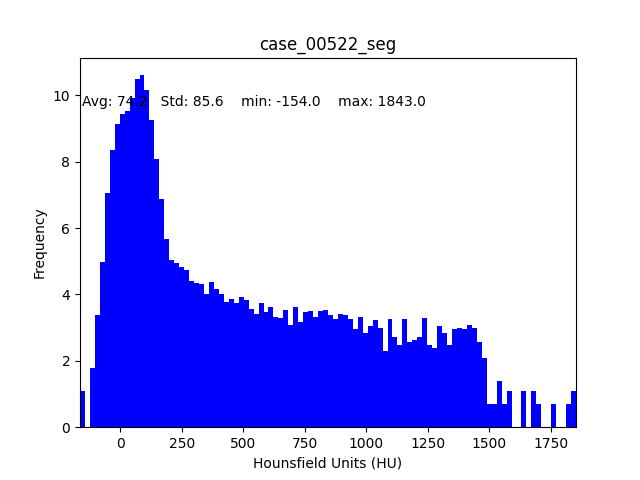 case_00522_seg
Avg: 74.2   Std: 85.6    min: -154.0    max: 1843.0
10
8
6
4
2
0
Frequency
0 250 500 750 1000 1250 1500 1750
Hounsfield Units (HU)